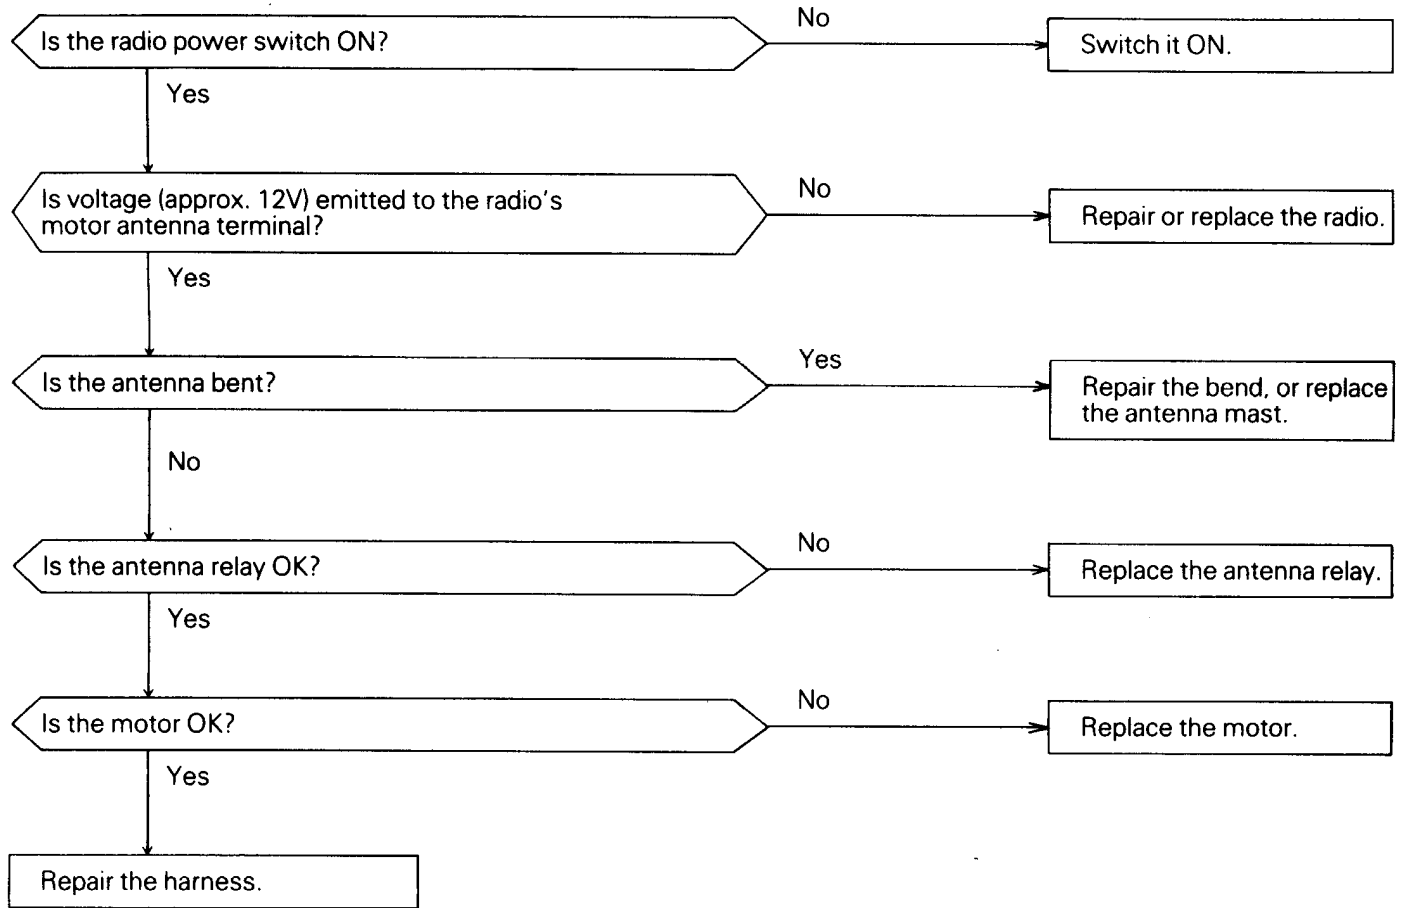 Is the radio power switch ON?
No
Switch it ON.
Yes
Is voltage (approx. 12V) emitted to the radio's
motor antenna terminal?
No
Repair or replace the radio.
Yes
Is the antenna bent?
Yes
Repair the bend, or replace
the antenna mast.
No
Is the antenna relay OK?
No
Replace the antenna relay.
Yes
Is the motor OK?
No
Replace the motor.
Yes
Repair the harness.